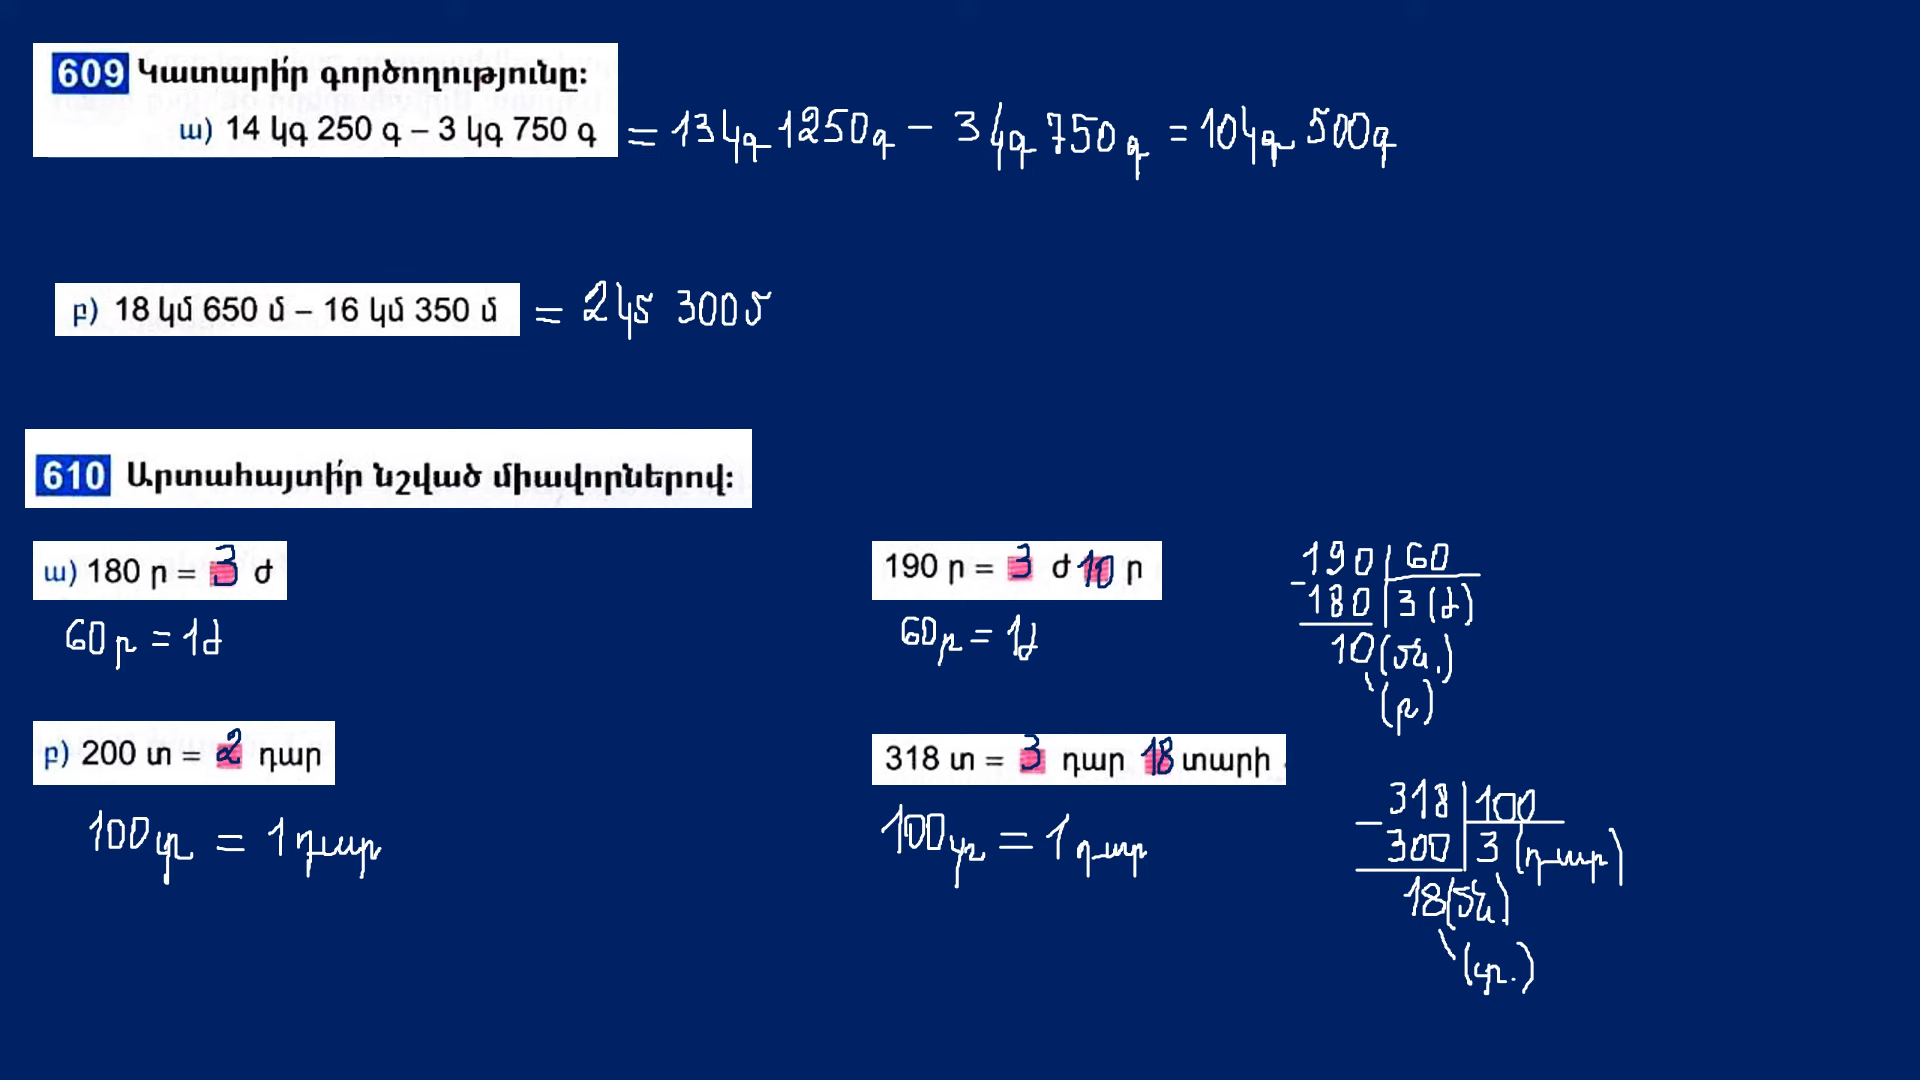 609 Կատարի՛ր գործողությունը:
ա) 14 կգ 250 գ – 3 կգ 750 գ = 13կգ 1250գ – 3կգ 750գ = 10կգ 500գ
բ) 18 կմ 650 մ – 16 կմ 350 մ = 2կմ 300մ
610 Արտահայտի՛ր նշված միավորներով:
ա) 180 ր = 3 ժ
60ր = 1ժ
190 ր = 3 ժ 10 ր
60ր = 1ժ
190 60
– 180 3 (ժ)
10 (մն.)
(ր)
բ) 200 տ = 2 դար
100տ = 1դար
318 տ = 3 դար 18 տարի
100տ = 1դար
318 100
– 300 3 (դար)
18 (մն)
(տ.)